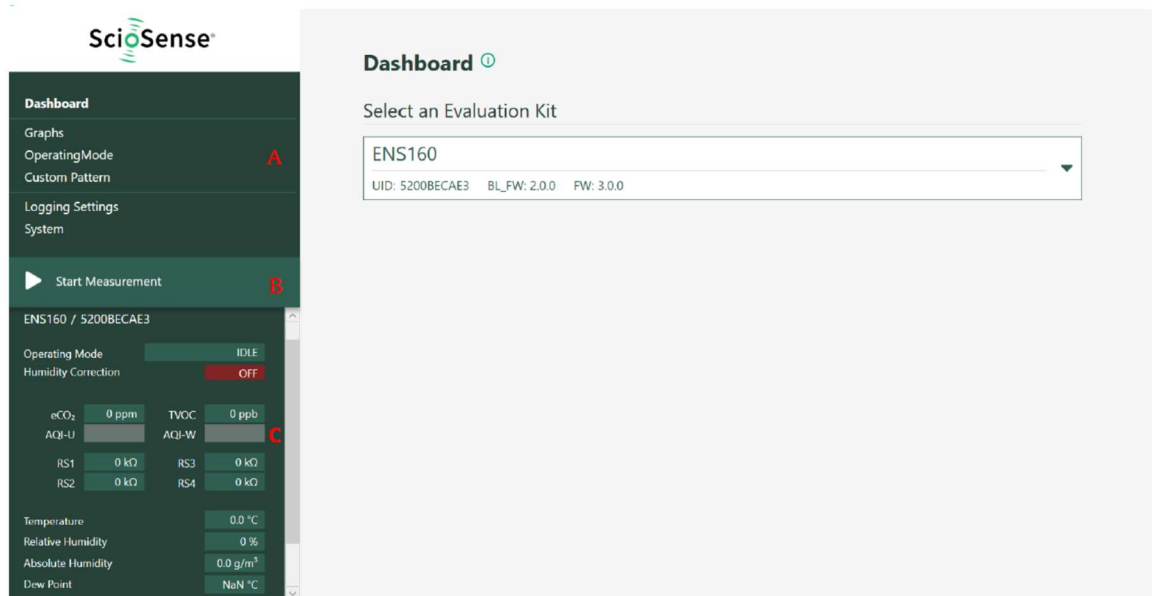 ScioSense
Dashboard
Graphs
OperatingMode A
Custom Pattern
Logging Settings
System
Start Measurement B
ENS160 / 5200BECAE3
Operating Mode IDLE
Humidity Correction OFF
eCO₂ 0 ppm TVOC 0 ppb
AQI-U AQI-W C
RS1 0 kΩ RS3 0 kΩ
RS2 0 kΩ RS4 0 kΩ
Temperature 0.0 °C
Relative Humidity 0 %
Absolute Humidity 0.0 g/m³
Dew Point NaN °C
Dashboard
Select an Evaluation Kit
ENS160
UID: 5200BECAE3 BL_FW: 2.0.0 FW: 3.0.0